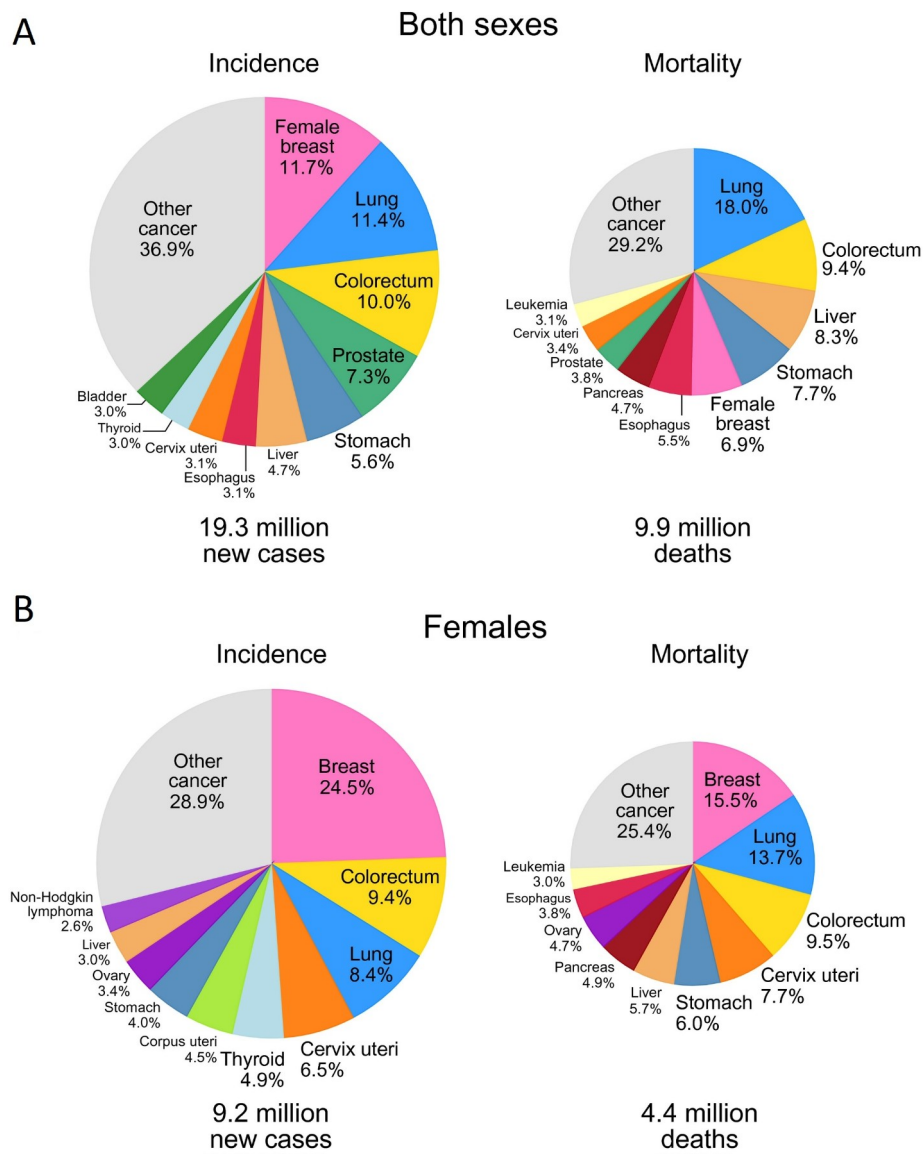 A
Both sexes
Incidence
Female
breast
11.7%
Lung
11.4%
Colorectum
10.0%
Prostate
7.3%
Stomach
5.6%
Liver
4.7%
Esophagus
3.1%
Cervix uteri
3.1%
Thyroid
3.0%
Bladder
3.0%
Other
cancer
36.9%
19.3 million
new cases
Mortality
Lung
18.0%
Colorectum
9.4%
Liver
8.3%
Stomach
7.7%
Female
breast
6.9%
Esophagus
5.5%
Pancreas
4.7%
Prostate
3.8%
Cervix uteri
3.4%
Leukemia
3.1%
Other
cancer
29.2%
9.9 million
deaths
B
Females
Incidence
Breast
24.5%
Colorectum
9.4%
Lung
8.4%
Cervix uteri
6.5%
Thyroid
4.9%
Corpus uteri
4.5%
Stomach
4.0%
Ovary
3.4%
Liver
3.0%
Non-Hodgkin
lymphoma
2.6%
Other
cancer
28.9%
9.2 million
new cases
Mortality
Breast
15.5%
Lung
13.7%
Colorectum
9.5%
Cervix uteri
7.7%
Stomach
6.0%
Liver
5.7%
Pancreas
4.9%
Ovary
4.7%
Esophagus
3.8%
Leukemia
3.0%
Other
cancer
25.4%
4.4 million
deaths